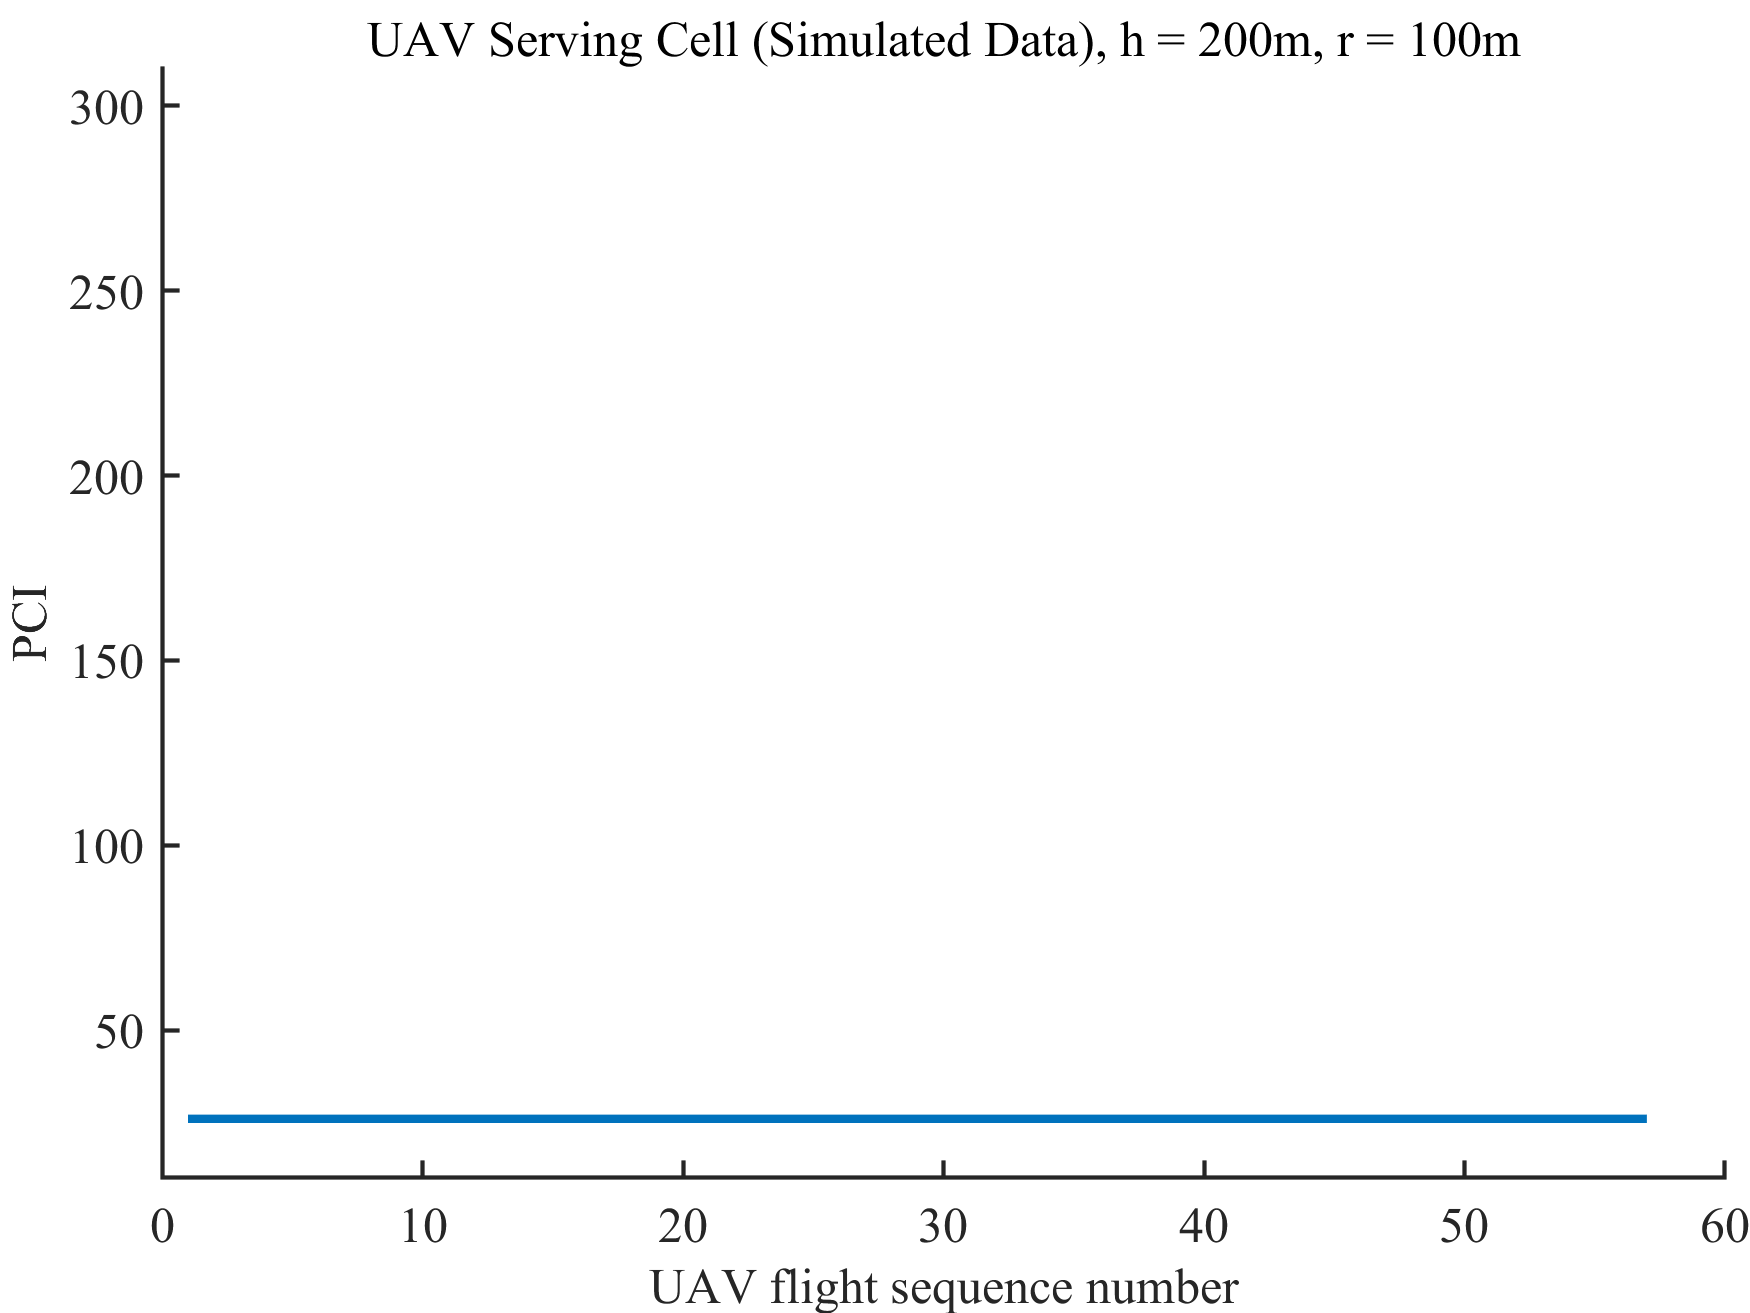 UAV Serving Cell (Simulated Data), h = 200m, r = 100m
300
250
200
150
100
50
PCI
0 10 20 30 40 50 60
UAV flight sequence number